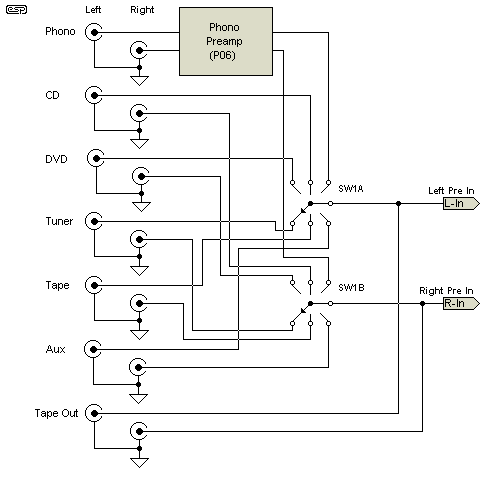 esp
Left Right
Phono
Phono
Preamp
(P06)
CD
DVD
SW1A
Left Pre In
L-In
Tuner
Tape
SW1B
Right Pre In
R-In
Aux
Tape Out